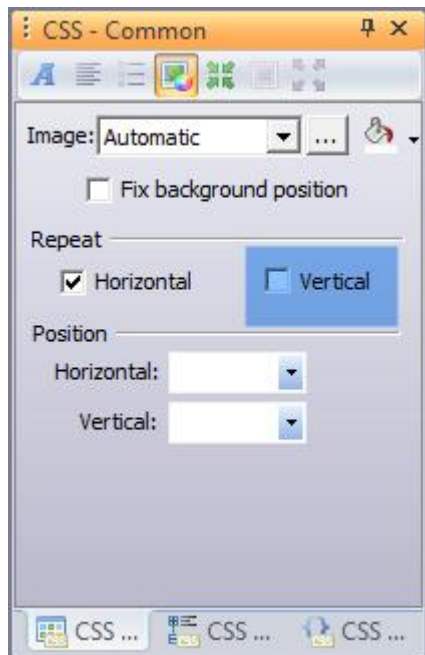 CSS - Common
Image: Automatic ...
Fix background position
Repeat
Horizontal Vertical
Position
Horizontal:
Vertical:
CSS ... CSS ... CSS ...